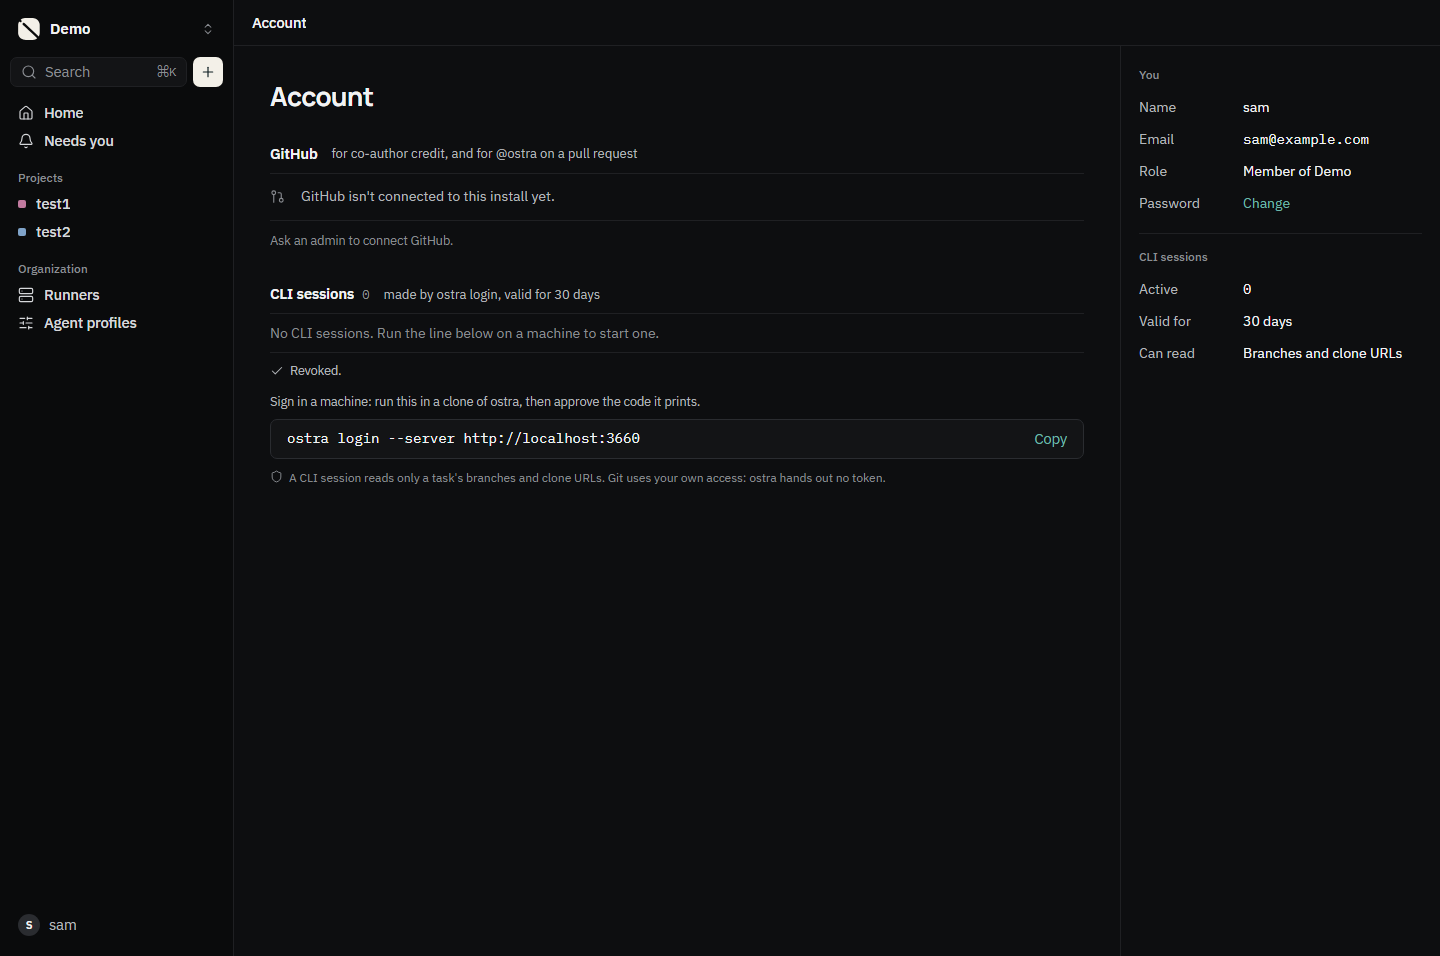 Demo
Search ⌘K
Home
Needs you
Projects
test1
test2
Organization
Runners
Agent profiles
S sam
Account
Account
GitHub for co-author credit, and for @ostra on a pull request
GitHub isn't connected to this install yet.
Ask an admin to connect GitHub.
CLI sessions 0 made by ostra login, valid for 30 days
No CLI sessions. Run the line below on a machine to start one.
Revoked.
Sign in a machine: run this in a clone of ostra, then approve the code it prints.
ostra login --server http://localhost:3660 Copy
A CLI session reads only a task's branches and clone URLs. Git uses your own access: ostra hands out no token.
You
Name sam
Email sam@example.com
Role Member of Demo
Password Change
CLI sessions
Active 0
Valid for 30 days
Can read Branches and clone URLs